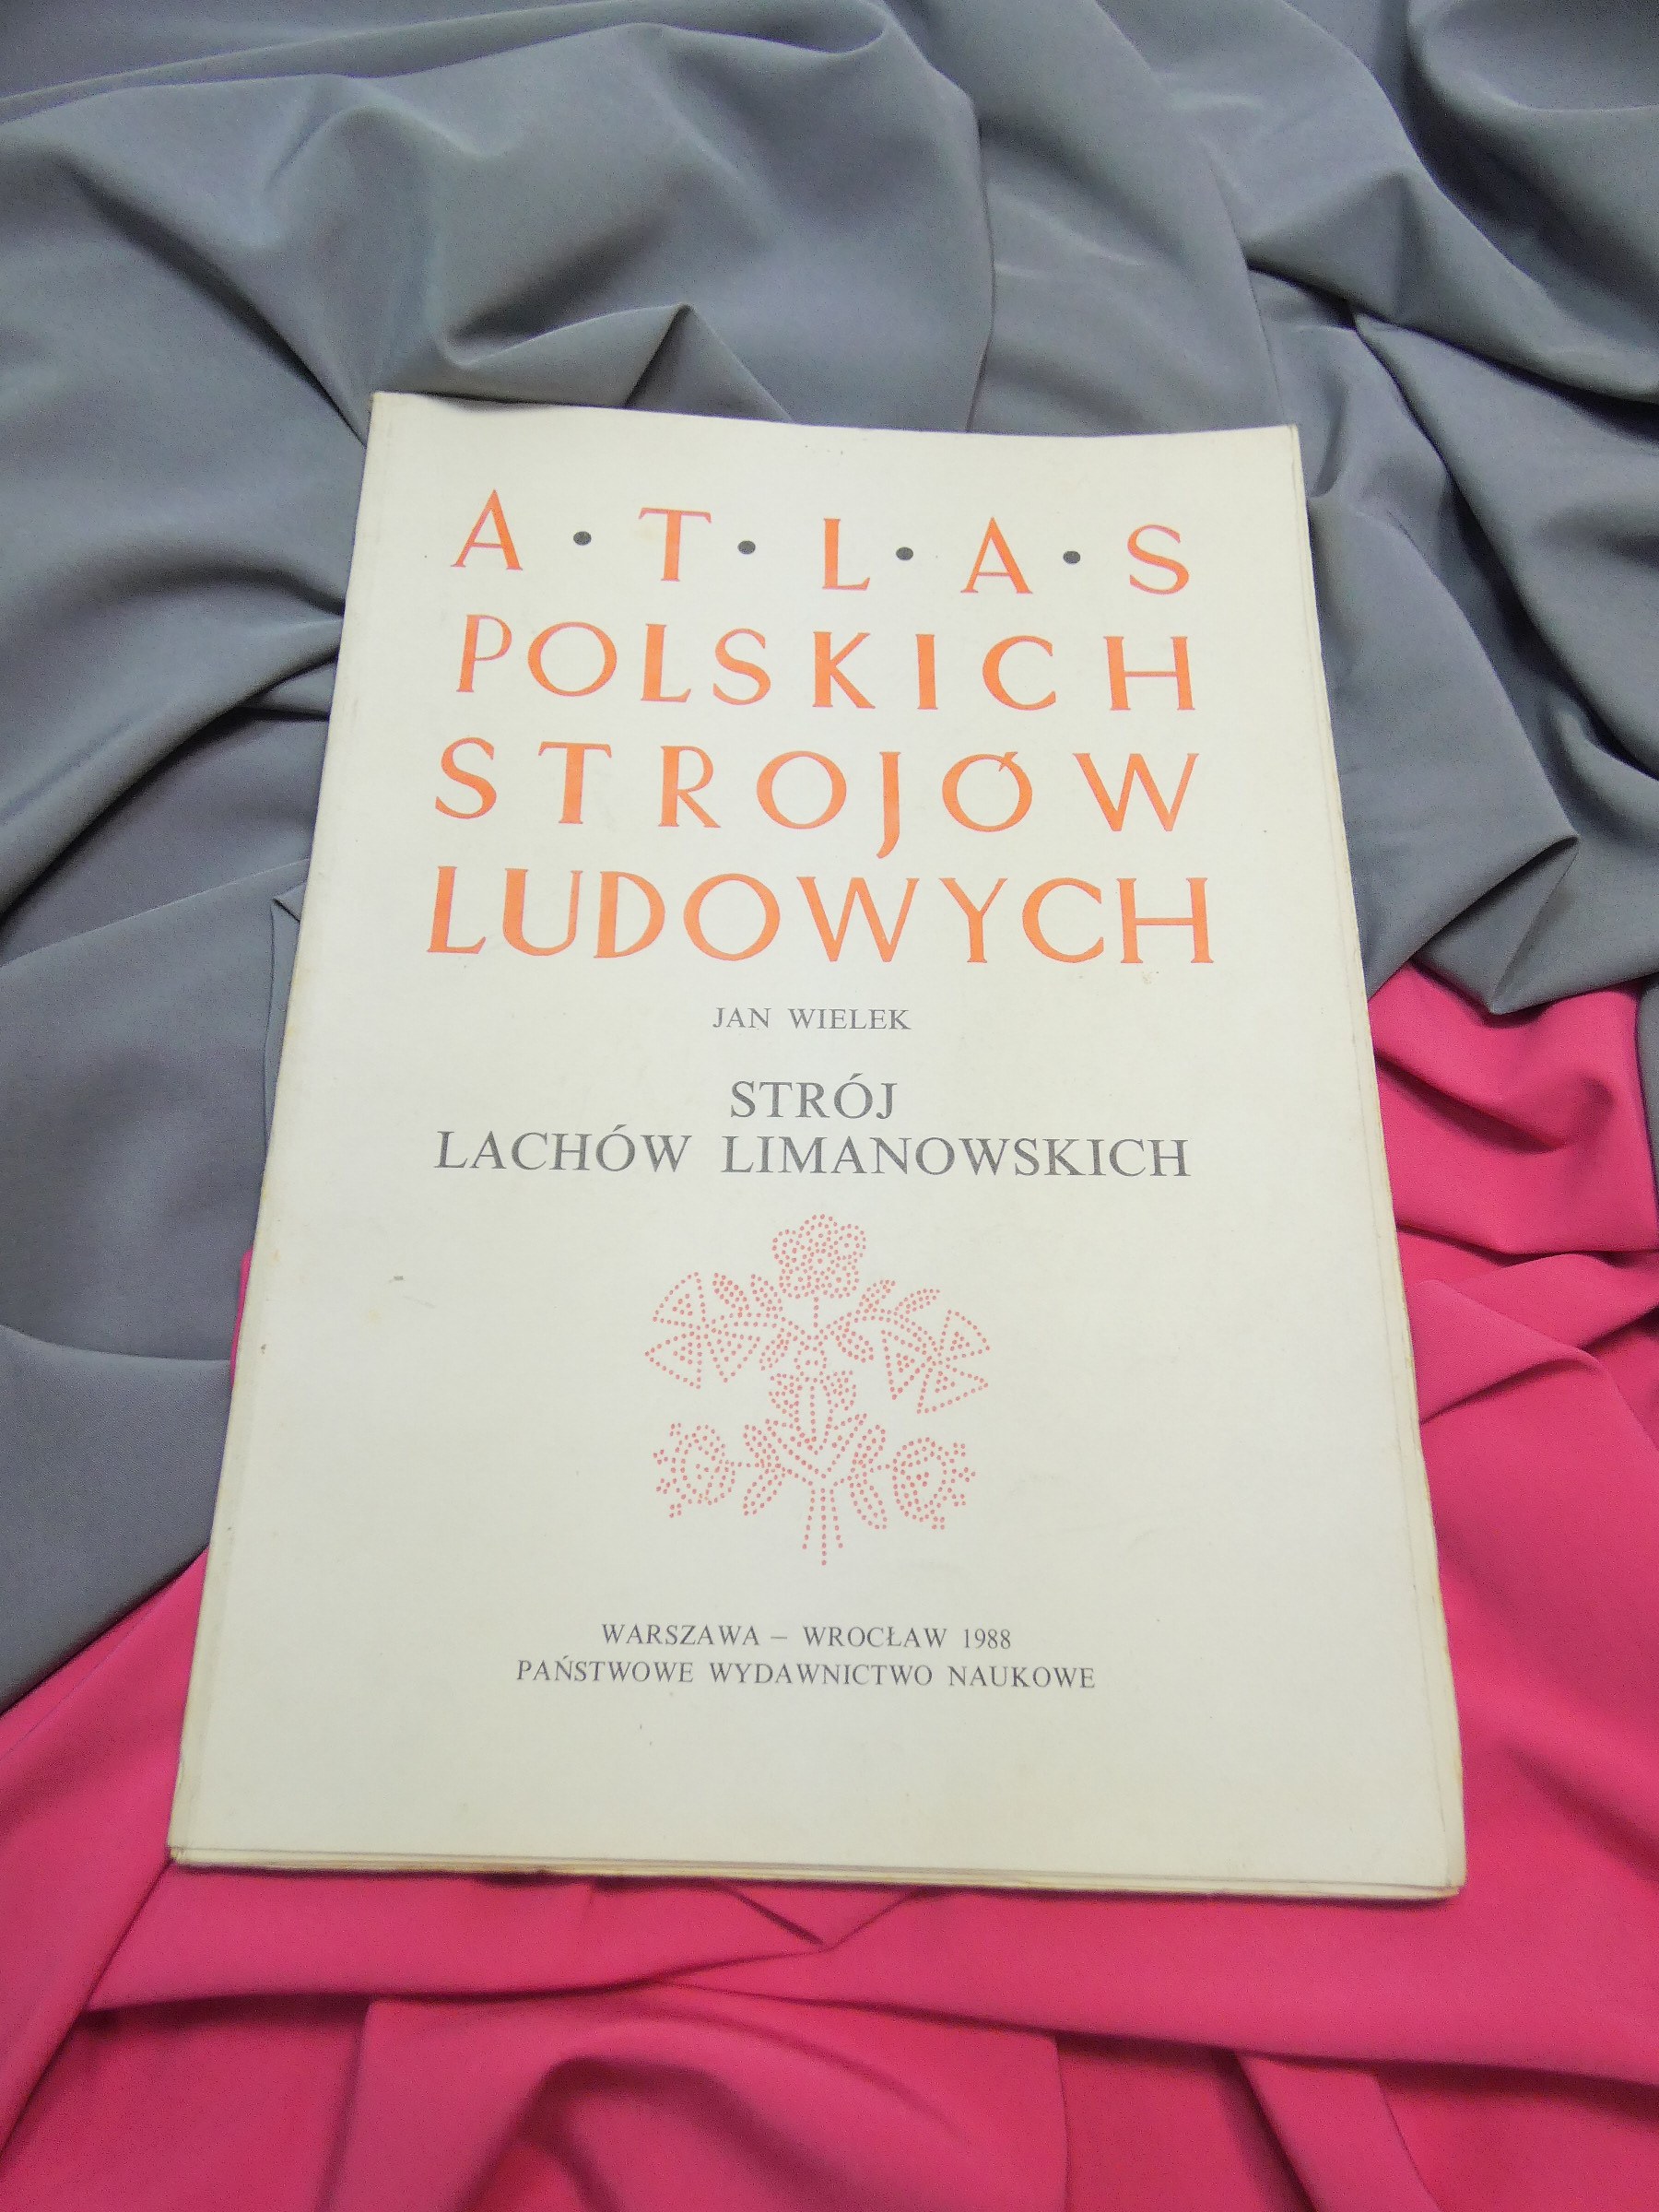 A·T·L·A·S
POLSKICH
STROJÓW
LUDOWYCH
JAN WIELEK
STRÓJ
LACHÓW LIMANOWSKICH
WARSZAWA – WROCŁAW 1988
PAŃSTWOWE WYDAWNICTWO NAUKOWE